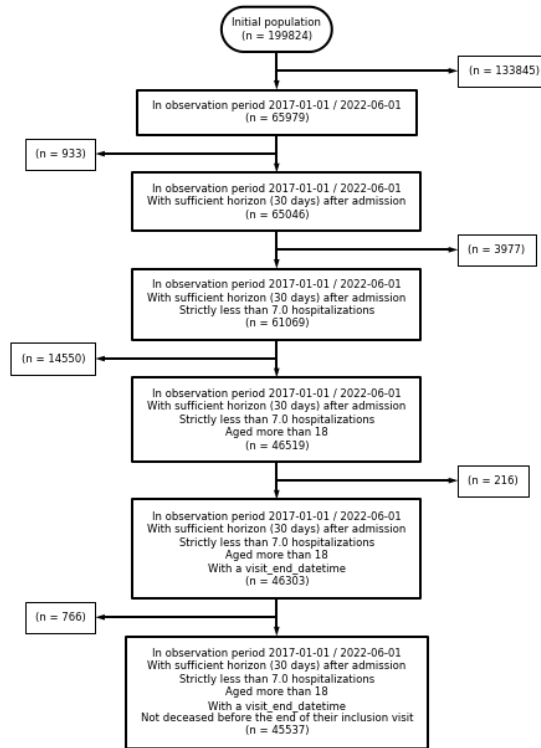 Initial population
(n = 199824)
(n = 133845)
In observation period 2017-01-01 / 2022-06-01
(n = 65979)
(n = 933)
In observation period 2017-01-01 / 2022-06-01
With sufficient horizon (30 days) after admission
(n = 65046)
(n = 3977)
In observation period 2017-01-01 / 2022-06-01
With sufficient horizon (30 days) after admission
Strictly less than 7.0 hospitalizations
(n = 61069)
(n = 14550)
In observation period 2017-01-01 / 2022-06-01
With sufficient horizon (30 days) after admission
Strictly less than 7.0 hospitalizations
Aged more than 18
(n = 46519)
(n = 216)
In observation period 2017-01-01 / 2022-06-01
With sufficient horizon (30 days) after admission
Strictly less than 7.0 hospitalizations
Aged more than 18
With a visit_end_datetime
(n = 46303)
(n = 766)
In observation period 2017-01-01 / 2022-06-01
With sufficient horizon (30 days) after admission
Strictly less than 7.0 hospitalizations
Aged more than 18
With a visit_end_datetime
Not deceased before the end of their inclusion visit
(n = 45537)